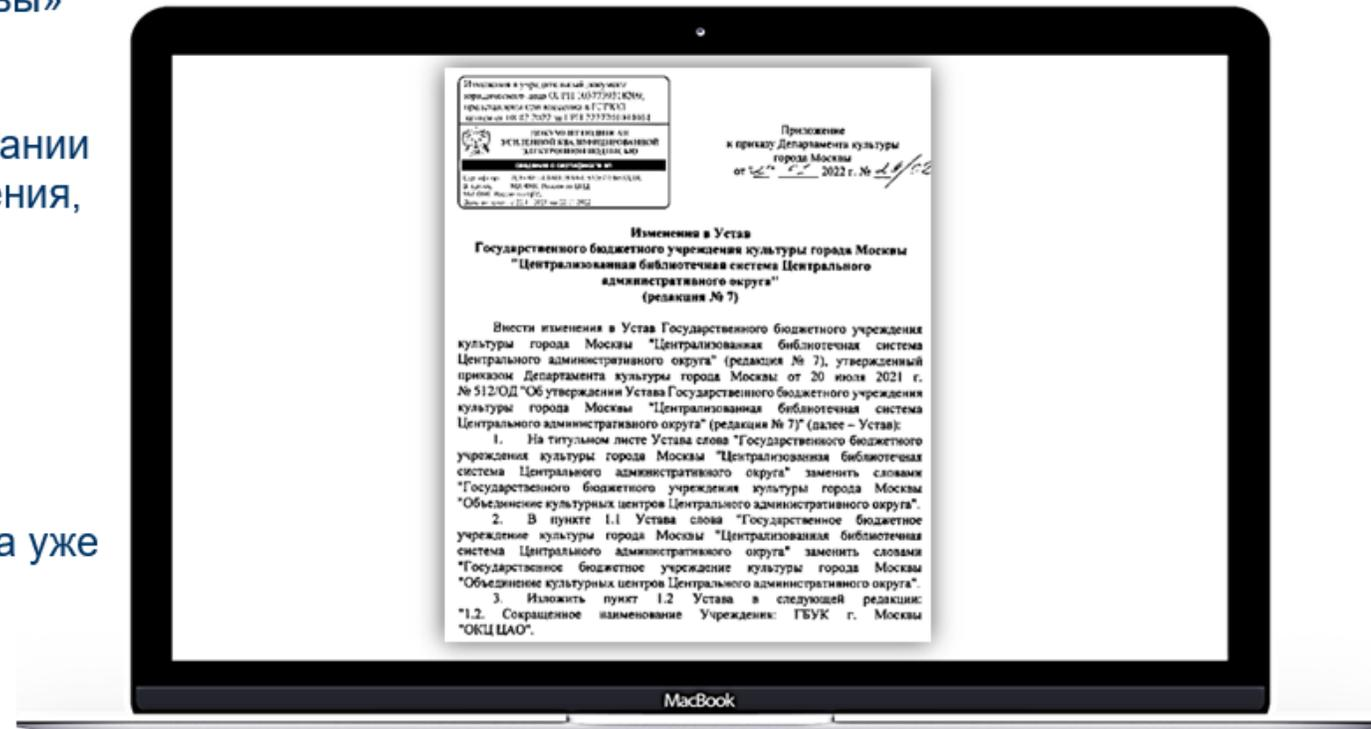 вы»
ании
ения,
а уже
ДОКУМЕНТ ПОДПИСАН
УСИЛЕННОЙ КВАЛИФИЦИРОВАННОЙ
ЭЛЕКТРОННОЙ ПОДПИСЬЮ
Приложение
к приказу Департамента культуры
города Москвы
от 2022 г. №
Изменения в Устав
Государственного бюджетного учреждения культуры города Москвы
"Централизованная библиотечная система Центрального
административного округа"
(редакция № 7)
Внести изменения в Устав Государственного бюджетного учреждения
культуры города Москвы "Централизованная библиотечная система
Центрального административного округа" (редакция № 7), утвержденный
приказом Департамента культуры города Москвы от 20 июля 2021 г.
№ 512/ОД "Об утверждении Устава Государственного бюджетного учреждения
культуры города Москвы "Централизованная библиотечная система
Центрального административного округа" (редакция № 7)" (далее – Устав):
1. На титульном листе Устава слова "Государственного бюджетного
учреждения культуры города Москвы "Централизованная библиотечная
система Центрального административного округа" заменить словами
"Государственного бюджетного учреждения культуры города Москвы
"Объединение культурных центров Центрального административного округа".
2. В пункте 1.1 Устава слова "Государственное бюджетное
учреждение культуры города Москвы "Централизованная библиотечная
система Центрального административного округа" заменить словами
"Государственное бюджетное учреждение культуры города Москвы
"Объединение культурных центров Центрального административного округа".
3. Изложить пункт 1.2 Устава в следующей редакции:
"1.2. Сокращенное наименование Учреждения: ГБУК г. Москвы
"ОКЦ ЦАО".
MacBook